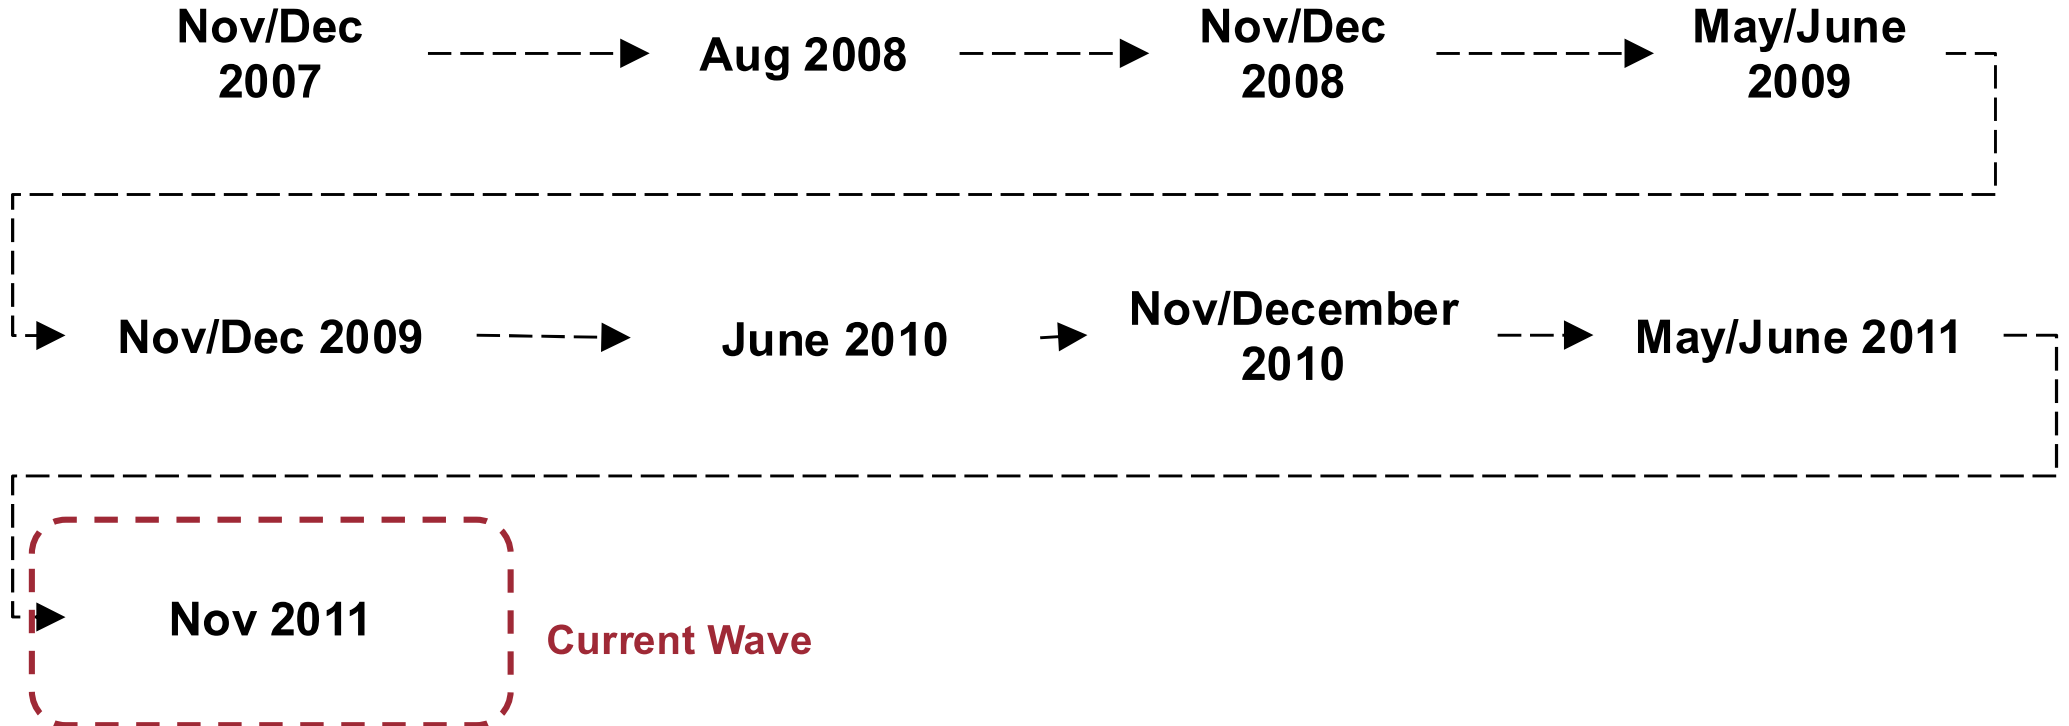 Nov/Dec
2007
Aug 2008
Nov/Dec
2008
May/June
2009
Nov/Dec 2009
June 2010
Nov/December
2010
May/June 2011
Nov 2011
Current Wave